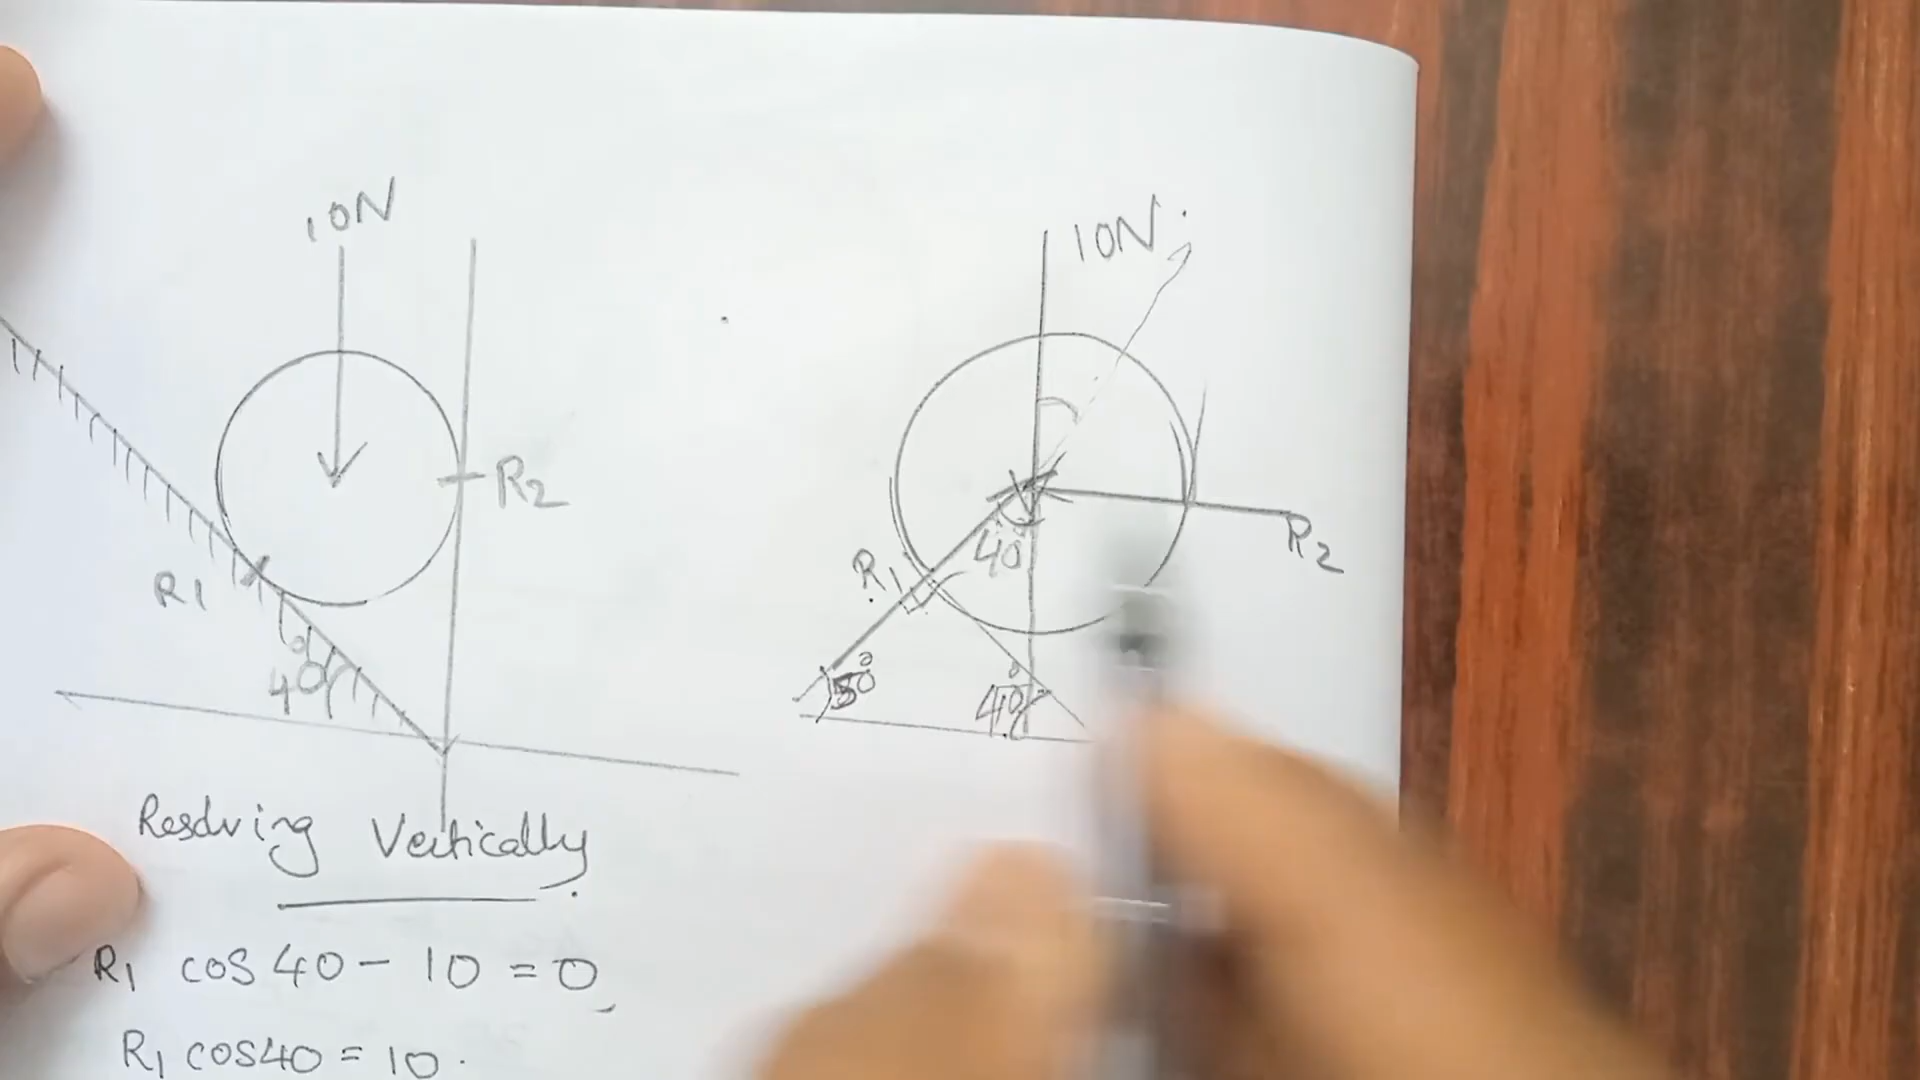 10N
R2
R1
40°
10N.
R2
R1
40
50°
40°
Resolving Vertically
R1 cos 40 - 10 = 0
R1 cos40 = 10.